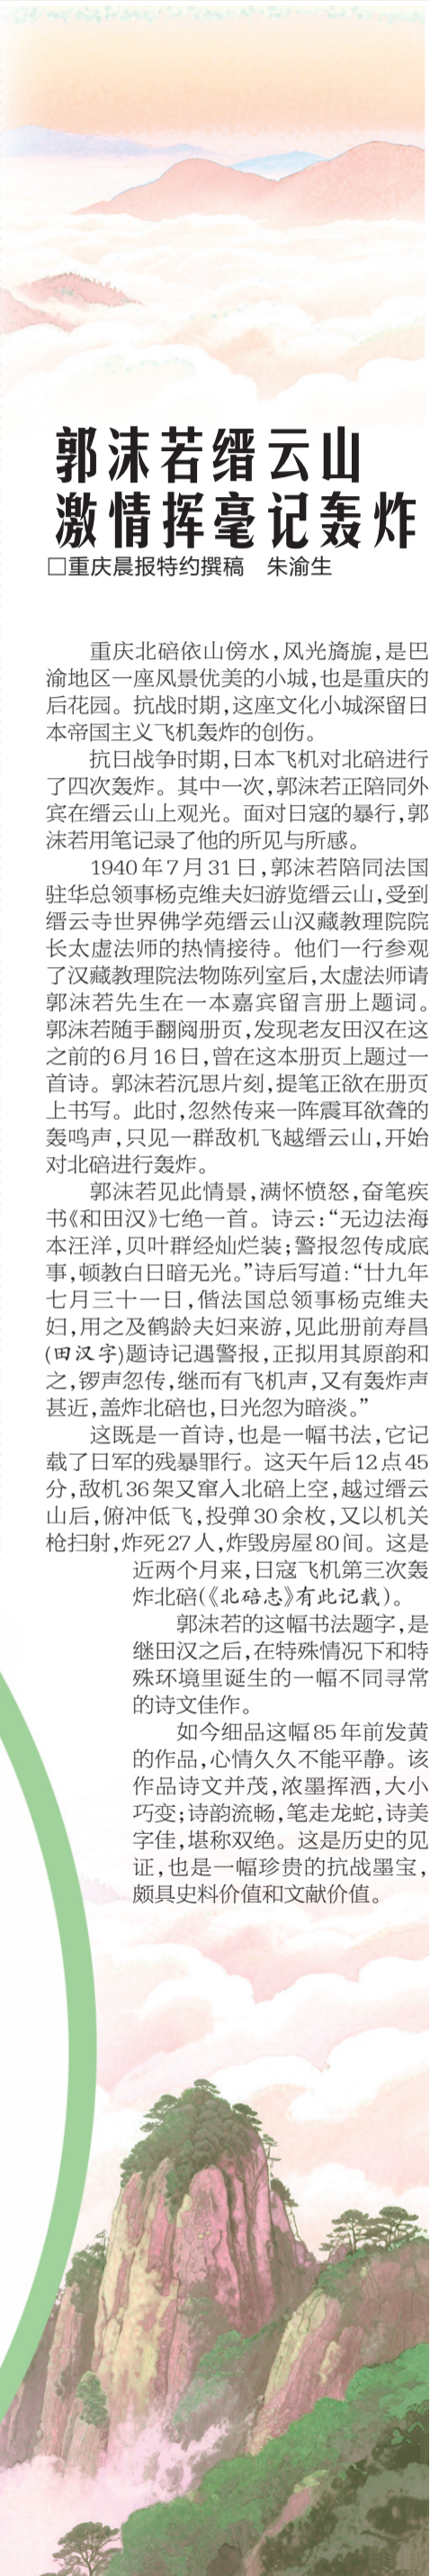 郭沫若缙云山
激情挥毫记轰炸
□重庆晨报特约撰稿 朱渝生
重庆北碚依山傍水,风光旖旎,是巴
渝地区一座风景优美的小城,也是重庆的
后花园。抗战时期,这座文化小城深留日
本帝国主义飞机轰炸的创伤。
抗日战争时期,日本飞机对北碚进行
了四次轰炸。其中一次,郭沫若正陪同外
宾在缙云山上观光。面对日寇的暴行,郭
沫若用笔记录了他的所见与所感。
1940年7月31日,郭沫若陪同法国
驻华总领事杨克维夫妇游览缙云山,受到
缙云寺世界佛学苑缙云山汉藏教理院院
长太虚法师的热情接待。他们一行参观
了汉藏教理院法物陈列室后,太虚法师请
郭沫若先生在一本嘉宾留言册上题词。
郭沫若随手翻阅册页,发现老友田汉在这
之前的6月16日,曾在这本册页上题过一
首诗。郭沫若沉思片刻,提笔正欲在册页
上书写。此时,忽然传来一阵震耳欲聋的
轰鸣声,只见一群敌机飞越缙云山,开始
对北碚进行轰炸。
郭沫若见此情景,满怀愤怒,奋笔疾
书《和田汉》七绝一首。诗云:“无边法海
本汪洋,贝叶群经灿烂装;警报忽传成底
事,顿教白日暗无光。”诗后写道:“廿九年
七月三十一日,偕法国总领事杨克维夫
妇,用之及鹤龄夫妇来游,见此册前寿昌
(田汉字)题诗记遇警报,正拟用其原韵和
之,锣声忽传,继而有飞机声,又有轰炸声
甚近,盖炸北碚也,日光忽为暗淡。”
这既是一首诗,也是一幅书法,它记
载了日军的残暴罪行。这天午后12点45
分,敌机36架又窜入北碚上空,越过缙云
山后,俯冲低飞,投弹30余枚,又以机关
枪扫射,炸死27人,炸毁房屋80间。这是
近两个月来,日寇飞机第三次轰
炸北碚(《北碚志》有此记载)。
郭沫若的这幅书法题字,是
继田汉之后,在特殊情况下和特
殊环境里诞生的一幅不同寻常
的诗文佳作。
如今细品这幅85年前发黄
的作品,心情久久不能平静。该
作品诗文并茂,浓墨挥洒,大小
巧变;诗韵流畅,笔走龙蛇,诗美
字佳,堪称双绝。这是历史的见
证,也是一幅珍贵的抗战墨宝,
颇具史料价值和文献价值。